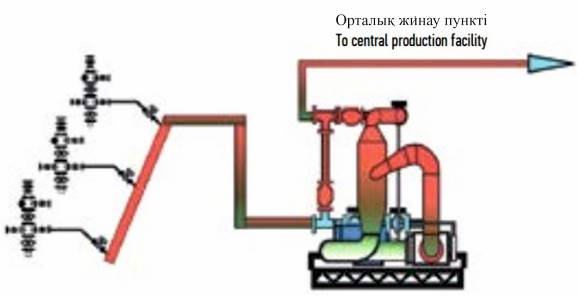 Орталық жинау пункті
To central production facility